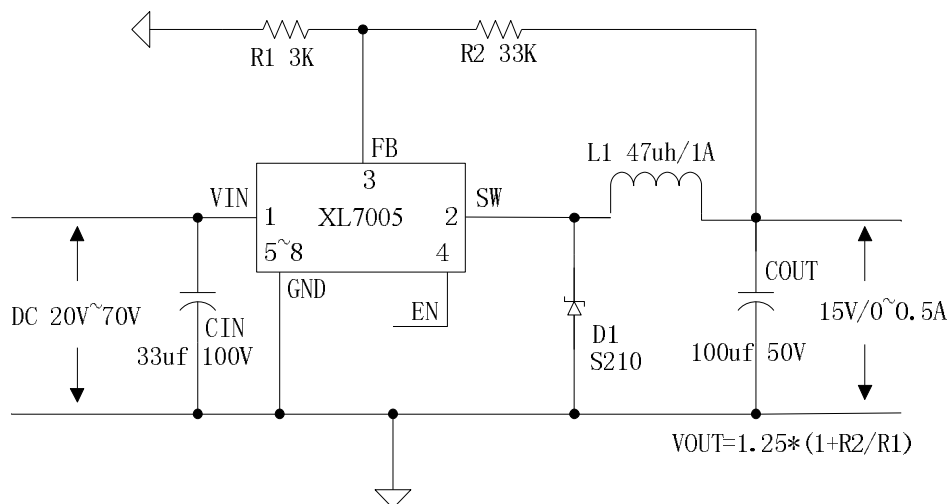 R1 3K
R2 33K
FB
L1 47uh/1A
3
VIN
SW
1
XL7005
2
5~8
4
GND
COUT
DC 20V~70V
EN
15V/0~0.5A
CIN
D1
33uf 100V
100uf 50V
S210
VOUT=1.25*(1+R2/R1)